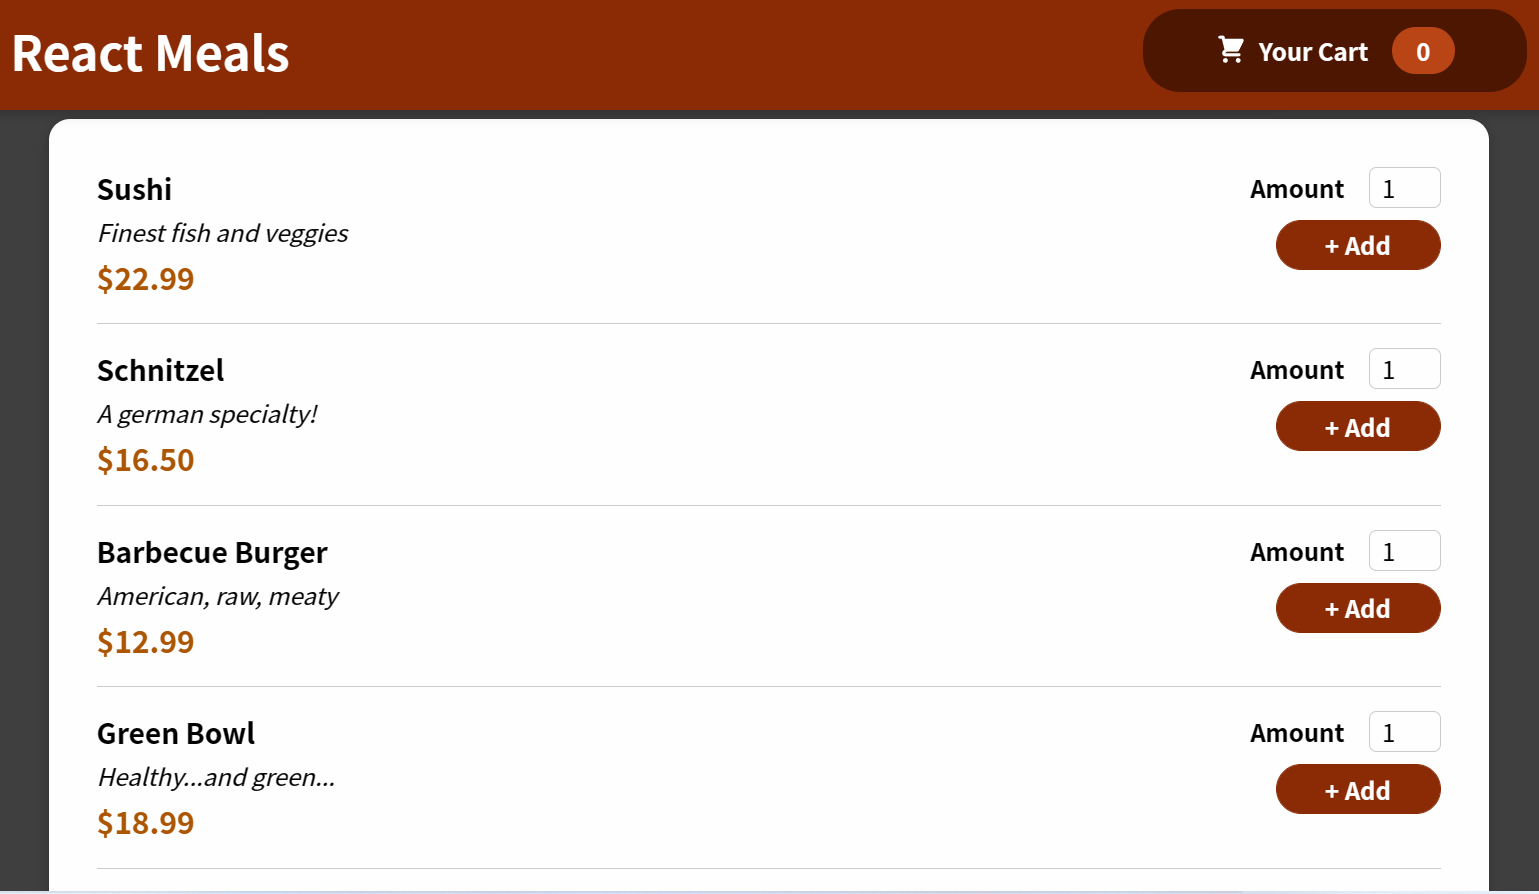 React Meals
Your Cart 0
Sushi
Finest fish and veggies
$22.99
Amount 1
+ Add
Schnitzel
A german specialty!
$16.50
Amount 1
+ Add
Barbecue Burger
American, raw, meaty
$12.99
Amount 1
+ Add
Green Bowl
Healthy...and green...
$18.99
Amount 1
+ Add